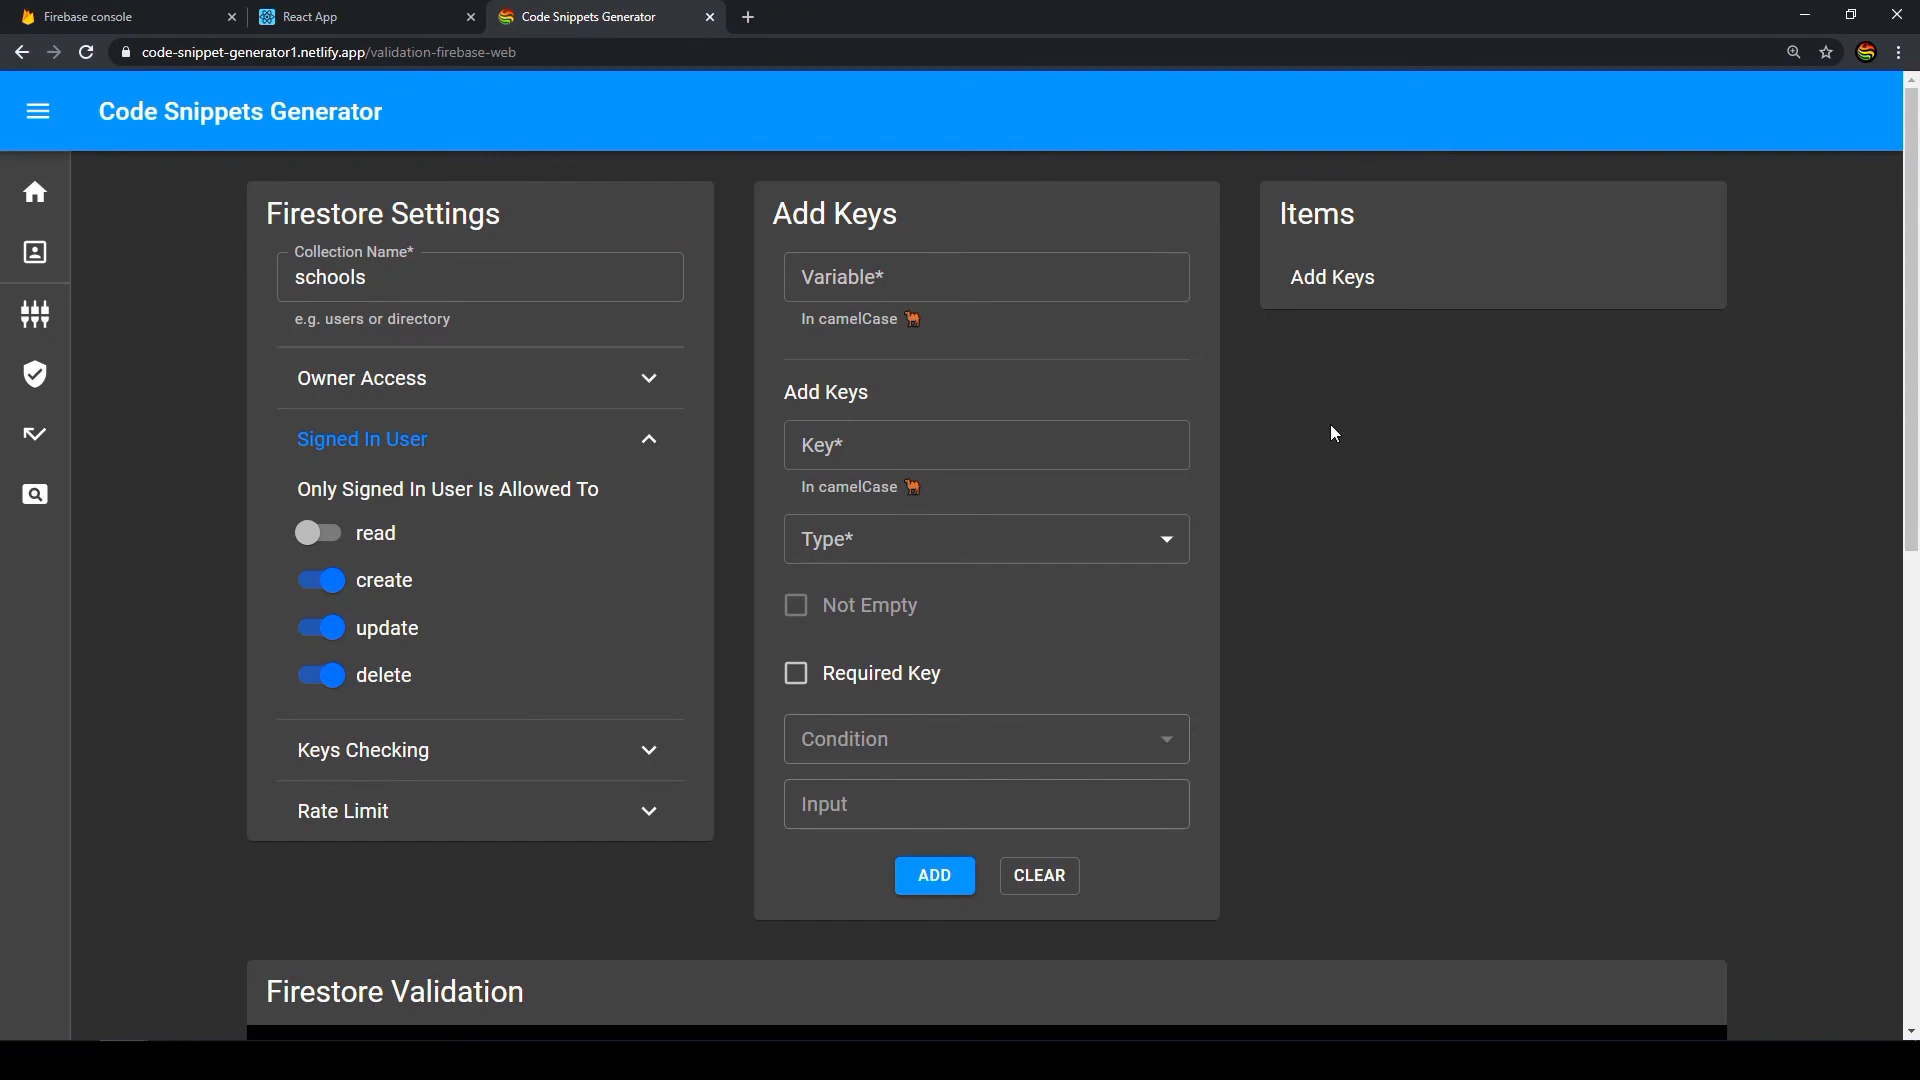 Firebase console
React App
Code Snippets Generator
code-snippet-generator1.netlify.app/validation-firebase-web
Code Snippets Generator
Firestore Settings
Collection Name*
schools
e.g. users or directory
Owner Access
Signed In User
Only Signed In User Is Allowed To
read
create
update
delete
Keys Checking
Rate Limit
Add Keys
Variable*
In camelCase 🐫
Add Keys
Key*
In camelCase 🐫
Type*
Not Empty
Required Key
Condition
Input
ADD
CLEAR
Items
Add Keys
Firestore Validation